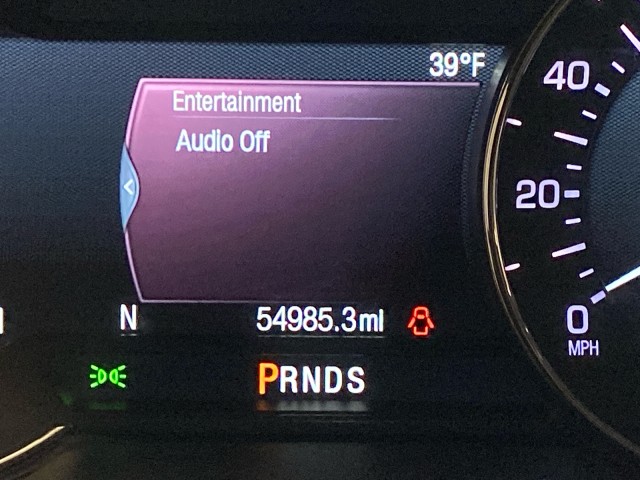 39°F
Entertainment
Audio Off
40
20
0
MPH
N
54985.3mi
PRNDS